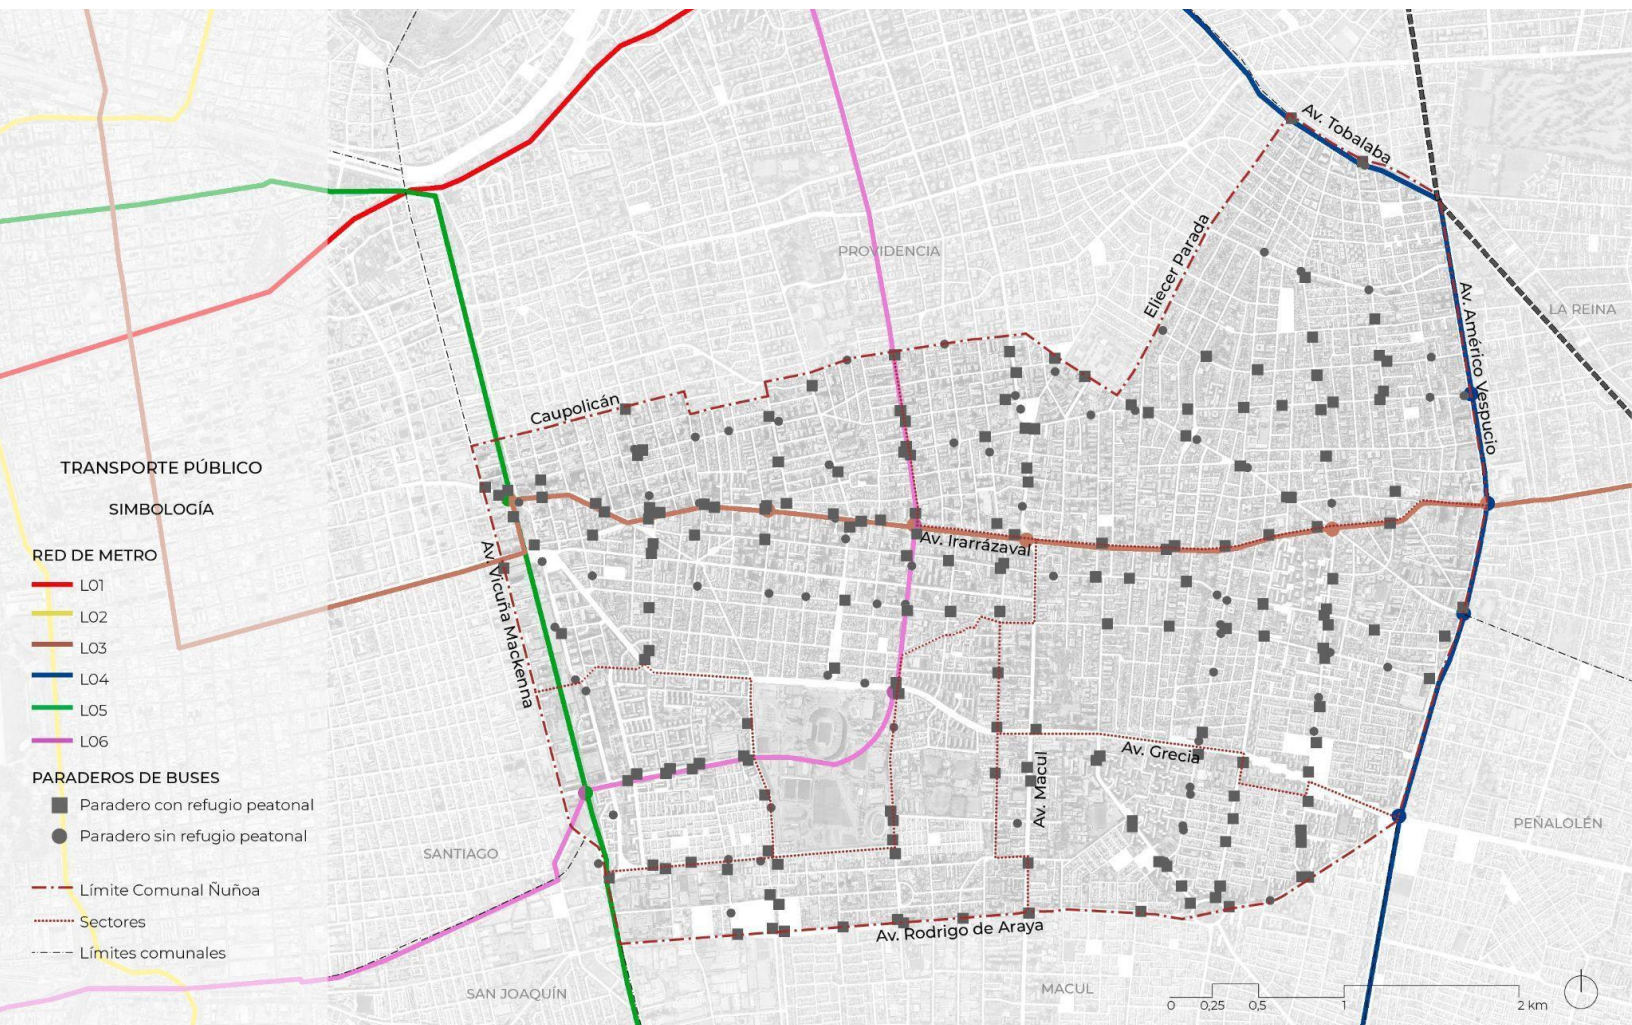 TRANSPORTE PÚBLICO
SIMBOLOGÍA
RED DE METRO
L01
L02
L03
L04
L05
L06
PARADEROS DE BUSES
Paradero con refugio peatonal
Paradero sin refugio peatonal
Límite Comunal Ñuñoa
Sectores
Límites comunales
Av. Tobalaba
PROVIDENCIA
Eliecer Parada
LA REINA
Av. Américo Vespucio
Caupolicán
Av. Irarrázaval
Av. Vicuña Mackenna
Av. Grecia
Av. Macul
PEÑALOLÉN
SANTIAGO
Av. Rodrigo de Araya
SAN JOAQUÍN
MACUL
0 0,25 0,5 1 2 km